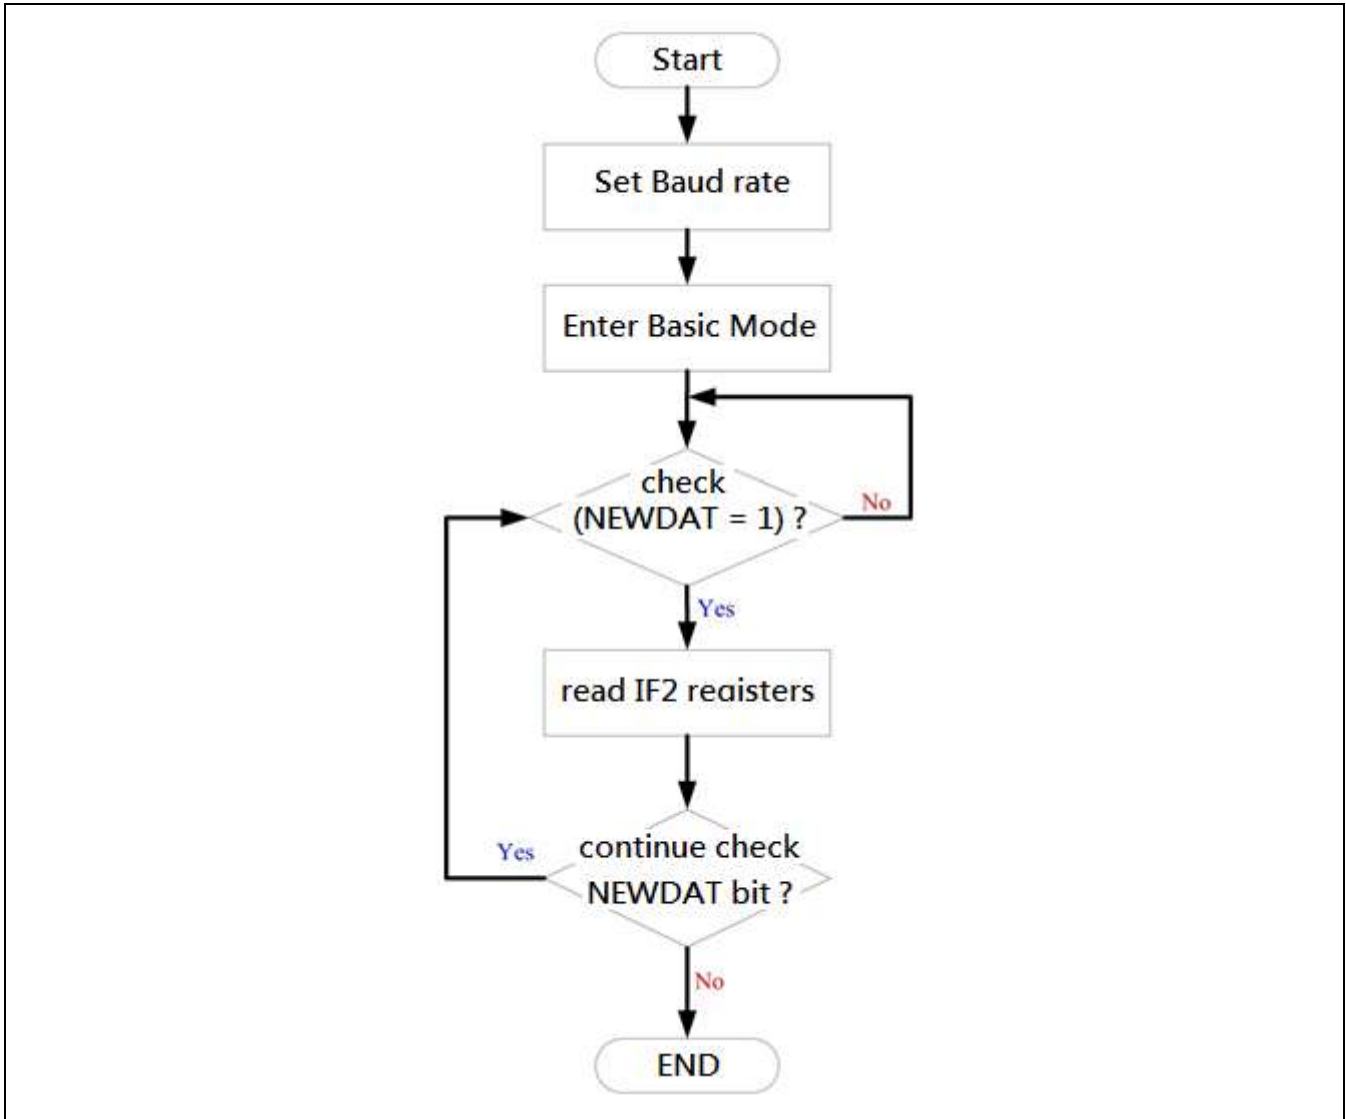 Start
Set Baud rate
Enter Basic Mode
check
(NEWDAT = 1) ?
No
Yes
read IF2 registers
continue check
Yes
NEWDAT bit ?
No
END